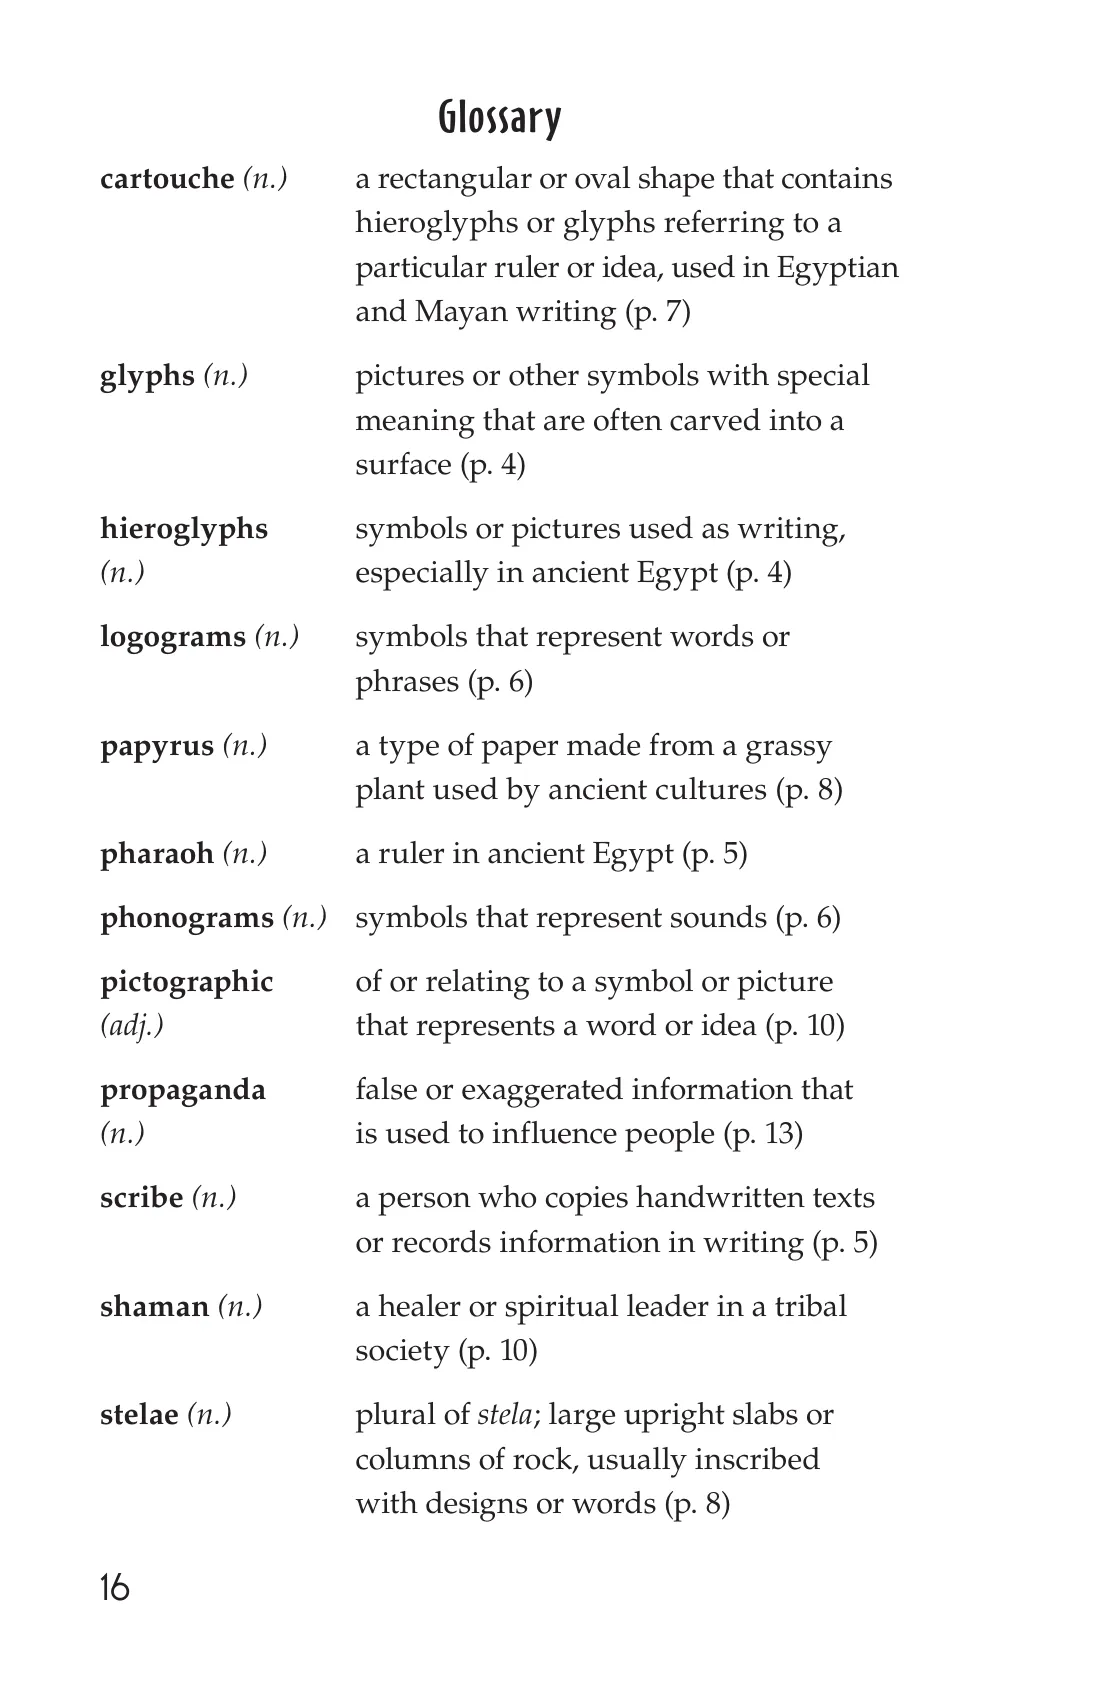 Glossary
cartouche (n.) a rectangular or oval shape that contains
hieroglyphs or glyphs referring to a
particular ruler or idea, used in Egyptian
and Mayan writing (p. 7)
glyphs (n.) pictures or other symbols with special
meaning that are often carved into a
surface (p. 4)
hieroglyphs symbols or pictures used as writing,
(n.) especially in ancient Egypt (p. 4)
logograms (n.) symbols that represent words or
phrases (p. 6)
papyrus (n.) a type of paper made from a grassy
plant used by ancient cultures (p. 8)
pharaoh (n.) a ruler in ancient Egypt (p. 5)
phonograms (n.) symbols that represent sounds (p. 6)
pictographic of or relating to a symbol or picture
(adj.) that represents a word or idea (p. 10)
propaganda false or exaggerated information that
(n.) is used to influence people (p. 13)
scribe (n.) a person who copies handwritten texts
or records information in writing (p. 5)
shaman (n.) a healer or spiritual leader in a tribal
society (p. 10)
stelae (n.) plural of stela; large upright slabs or
columns of rock, usually inscribed
with designs or words (p. 8)
16